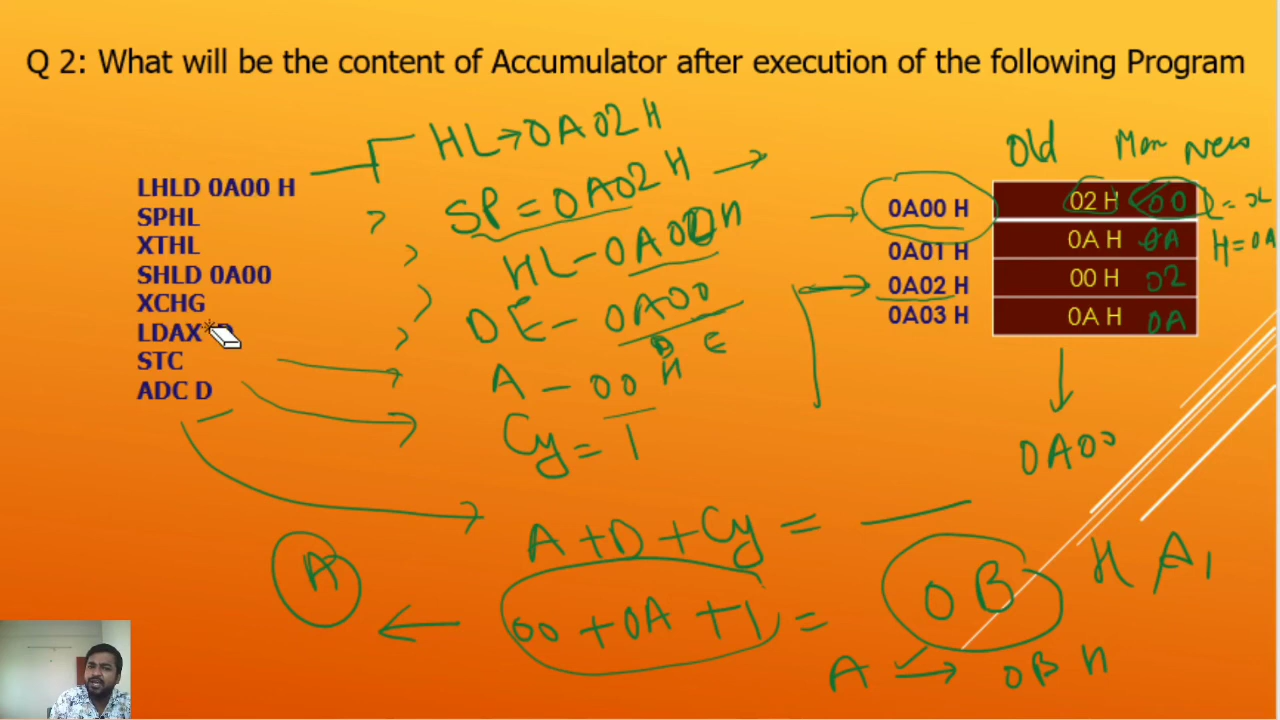 Q 2: What will be the content of Accumulator after execution of the following Program
LHLD 0A00 H
SPHL
XTHL
SHLD 0A00
XCHG
LDAX
STC
ADC D
HL→0A02 H
SP = 0A02 H
HL - 0A00 H
DE - 0A00
D E
A - 00 H
Cy = 1
A + D + Cy =
00 + 0A + 1 =
0B H
A
A → 0B H
Old New
0A00 H 02 H 00
0A01 H 0A H 0A
0A02 H 00 H 02
0A03 H 0A H 0A
H = 0A
0A00